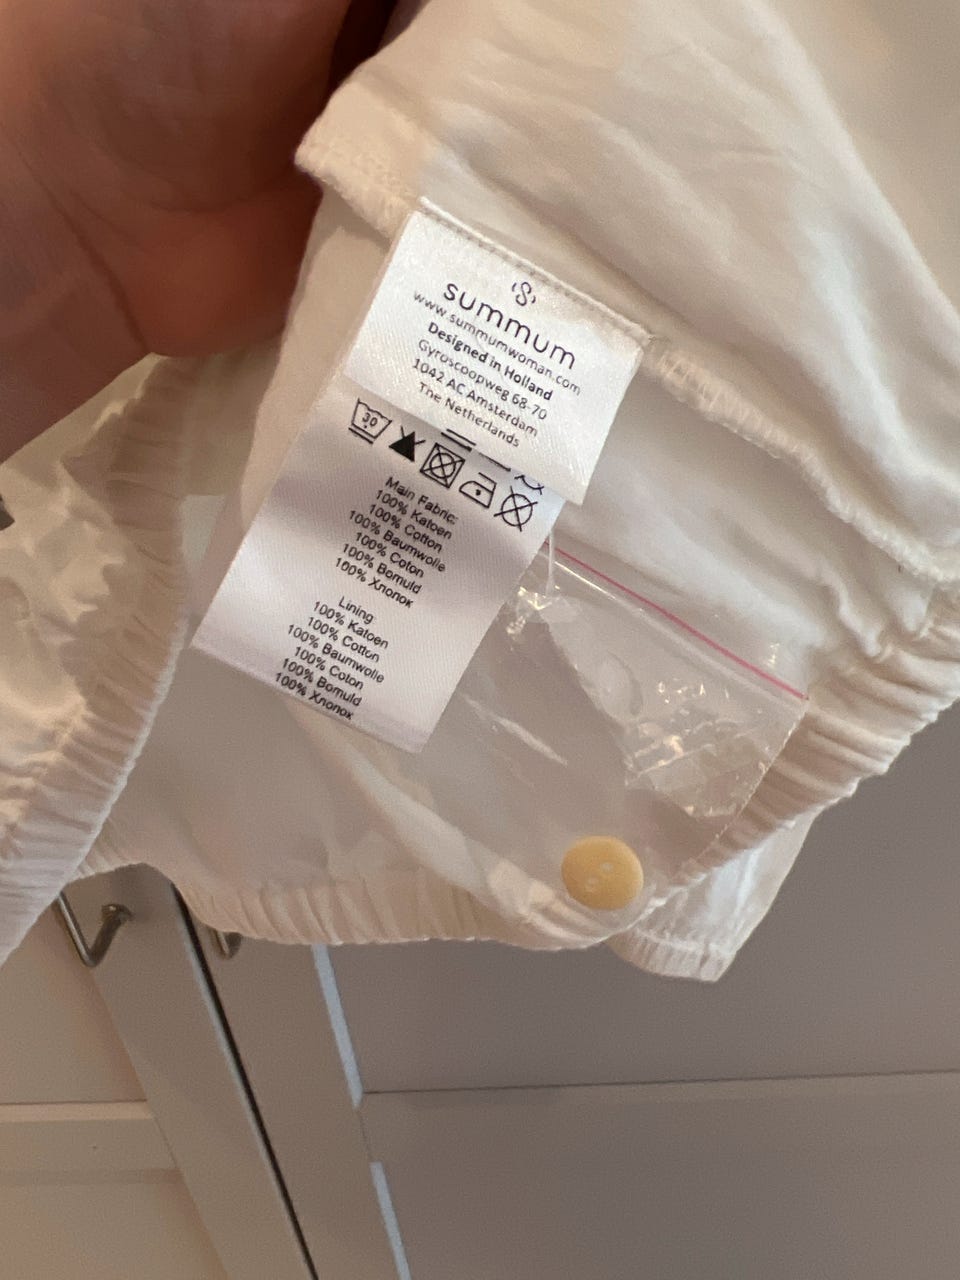 summum
www.summumwoman.com
Designed in Holland
Gyroscoopweg 68-70
1042 AC Amsterdam
The Netherlands
30
Main Fabric:
100% Katoen
100% Cotton
100% Baumwolle
100% Coton
100% Bomuld
100% Хлопок
Lining:
100% Katoen
100% Cotton
100% Baumwolle
100% Coton
100% Bomuld
100% Хлопок